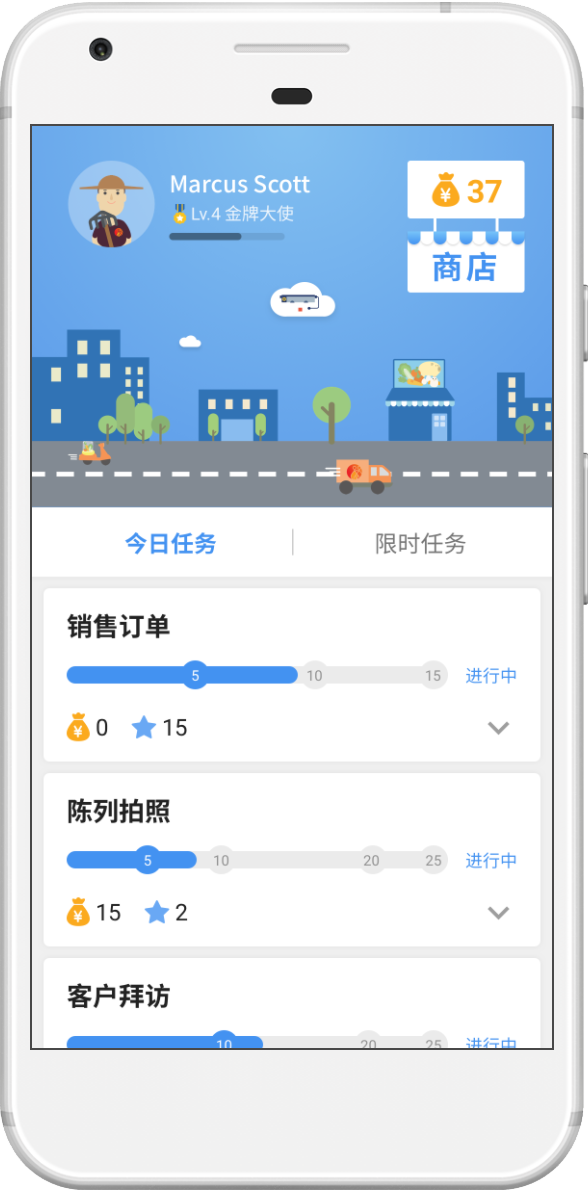 Marcus Scott
Lv.4 金牌大使
37
商店
今日任务
限时任务
销售订单
5
10
15
进行中
¥ 0
15
陈列拍照
5
10
20
25
进行中
¥ 15
2
客户拜访
10
20
25
进行中